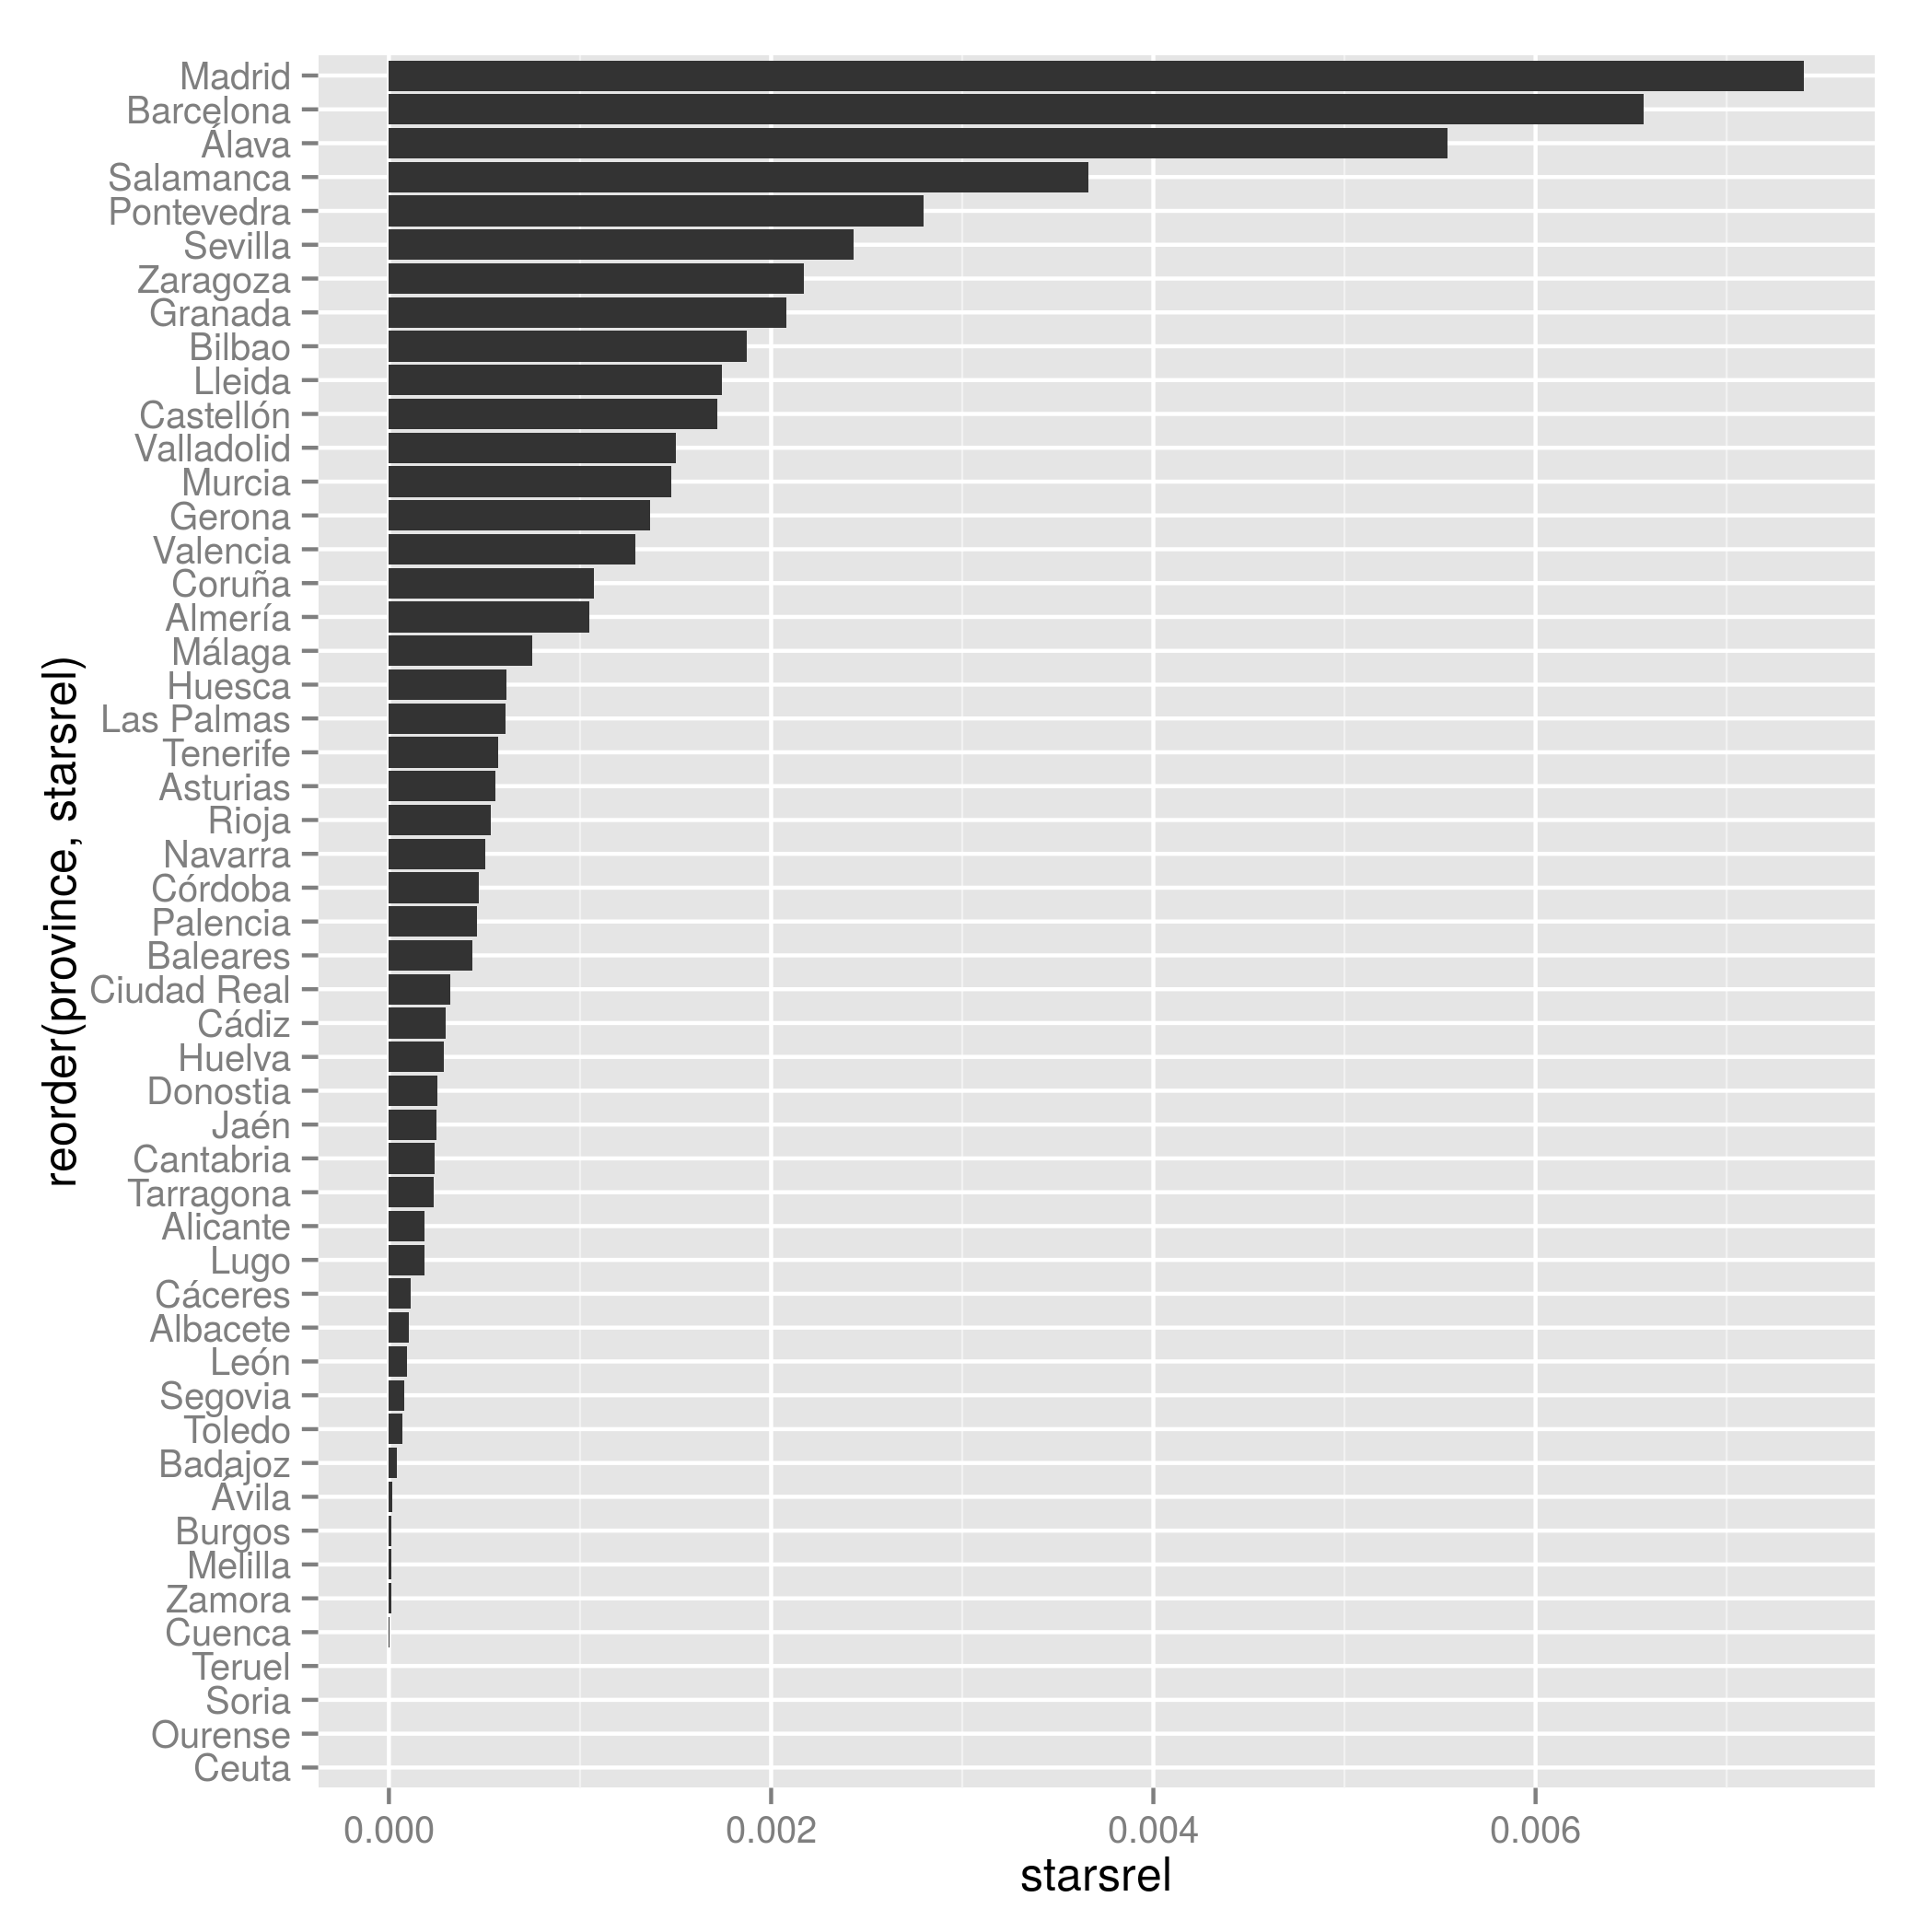 Madrid
Barcelona
Álava
Salamanca
Pontevedra
Sevilla
Zaragoza
Granada
Bilbao
Lleida
Castellón
Valladolid
Murcia
Gerona
Valencia
Coruña
Almería
Málaga
Huesca
Las Palmas
Tenerife
Asturias
Rioja
Navarra
Córdoba
Palencia
Baleares
Ciudad Real
Cádiz
Huelva
Donostia
Jaén
Cantabria
Tarragona
Alicante
Lugo
Cáceres
Albacete
León
Segovia
Toledo
Badajoz
Ávila
Burgos
Melilla
Zamora
Cuenca
Teruel
Soria
Ourense
Ceuta
reorder(province, starsrel)
0.000 0.002 0.004 0.006
starsrel